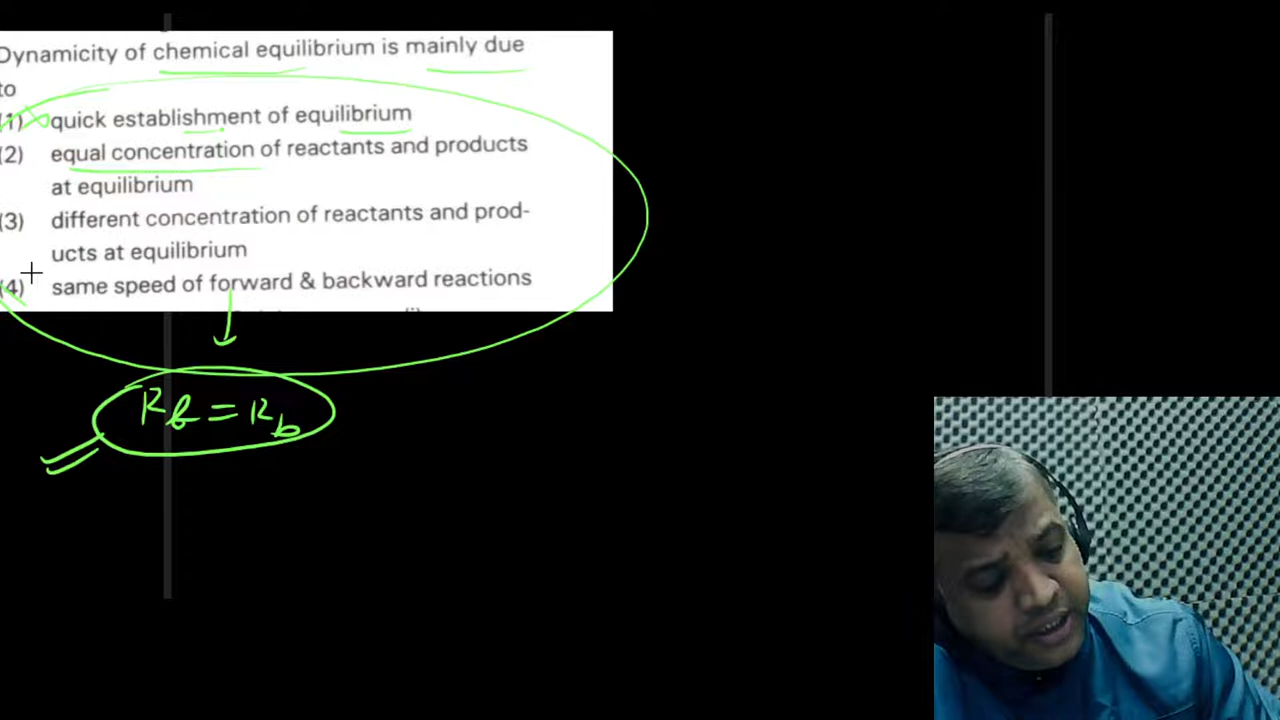 Dynamicity of chemical equilibrium is mainly due
to
(1) quick establishment of equilibrium
(2) equal concentration of reactants and products
at equilibrium
(3) different concentration of reactants and prod-
ucts at equilibrium
(4) same speed of forward & backward reactions
Rf = Rb